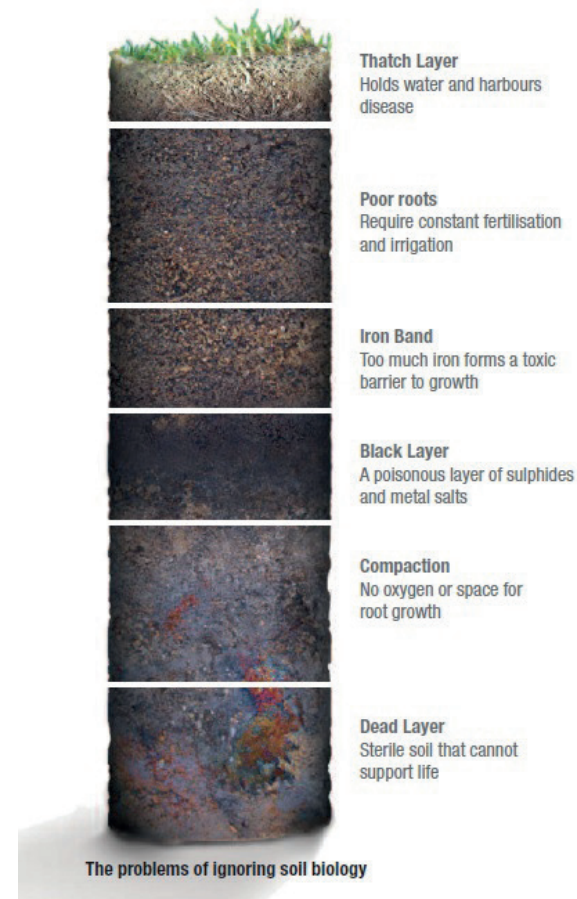 Thatch Layer
Holds water and harbours
disease
Poor roots
Require constant fertilisation
and irrigation
Iron Band
Too much iron forms a toxic
barrier to growth
Black Layer
A poisonous layer of sulphides
and metal salts
Compaction
No oxygen or space for
root growth
Dead Layer
Sterile soil that cannot
support life
The problems of ignoring soil biology